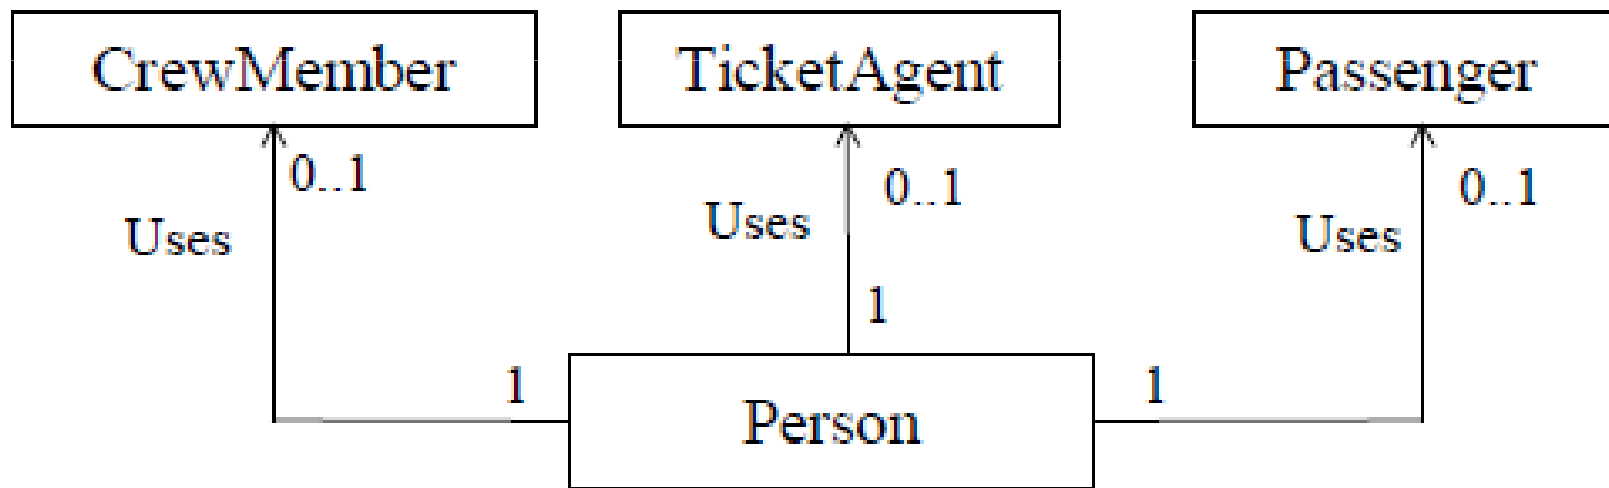 CrewMember
TicketAgent
Passenger
0..1
0..1
0..1
Uses
Uses
Uses
1
1
1
Person